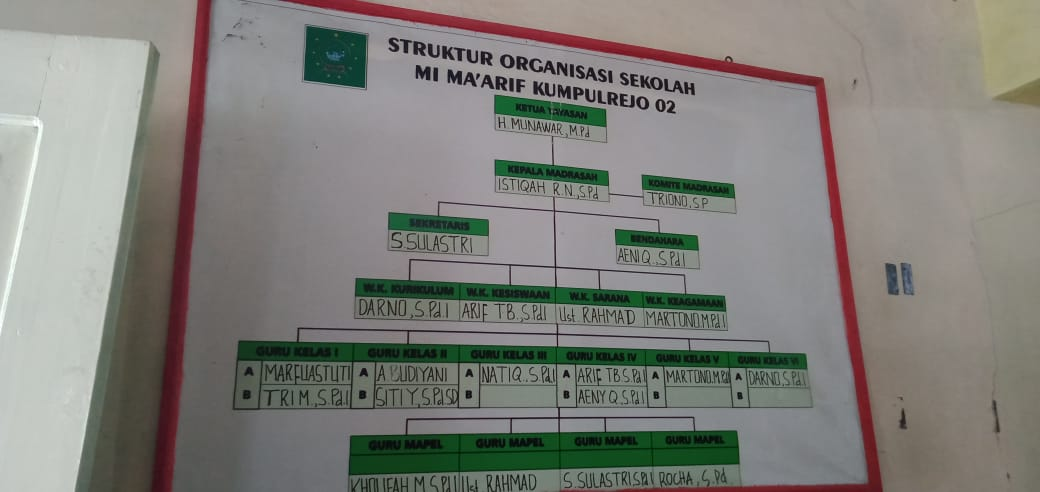 STRUKTUR ORGANISASI SEKOLAH
MI MA'ARIF KUMPULREJO 02
KETUA YAYASAN
H. MUNAWAR, M.Pd
KEPALA MADRASAH
ISTIQAH R.N., S.Pd
KOMITE MADRASAH
TRIONO, S.P
SEKRETARIS
S. SULASTRI
BENDAHARA
AENI Q., S.Pd.I
W.K. KURIKULUM W.K. KESISWAAN W.K. SARANA W.K. KEAGAMAAN
DARNO, S.Pd.I ARIF TB., S.Pd.I Ust. RAHMAD MARTONO.M.Pd.I
GURU KELAS I GURU KELAS II GURU KELAS III GURU KELAS IV GURU KELAS V GURU KELAS VI
A MARFUASTUTI A A. BUDIYANI A NATIQ., S.Pd.I A ARIF TB. S.Pd.I A MARTONO.M.Pd A DARNO, S.Pd.I
B TRI M., S.Pd.I B SITI Y., S.Pd.SD B B AENY Q., S.Pd.I B B
GURU MAPEL GURU MAPEL GURU MAPEL GURU MAPEL
KHOLIFAH M. S.Pd.I Ust. RAHMAD S. SULASTRI.S.Pd.I ROCHA, S.Pd